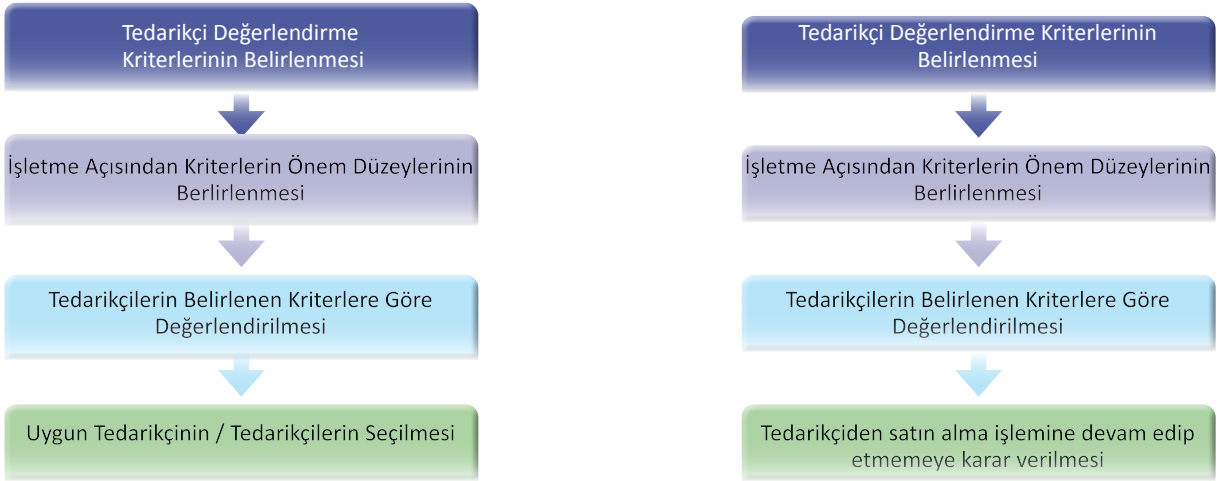 Tedarikçi Değerlendirme
Kriterlerinin Belirlenmesi
İşletme Açısından Kriterlerin Önem Düzeylerinin
Berlirlenmesi
Tedarikçilerin Belirlenen Kriterlere Göre
Değerlendirilmesi
Uygun Tedarikçinin / Tedarikçilerin Seçilmesi
Tedarikçi Değerlendirme Kriterlerinin
Belirlenmesi
İşletme Açısından Kriterlerin Önem Düzeylerinin
Berlirlenmesi
Tedarikçilerin Belirlenen Kriterlere Göre
Değerlendirilmesi
Tedarikçiden satın alma işlemine devam edip
etmemeye karar verilmesi